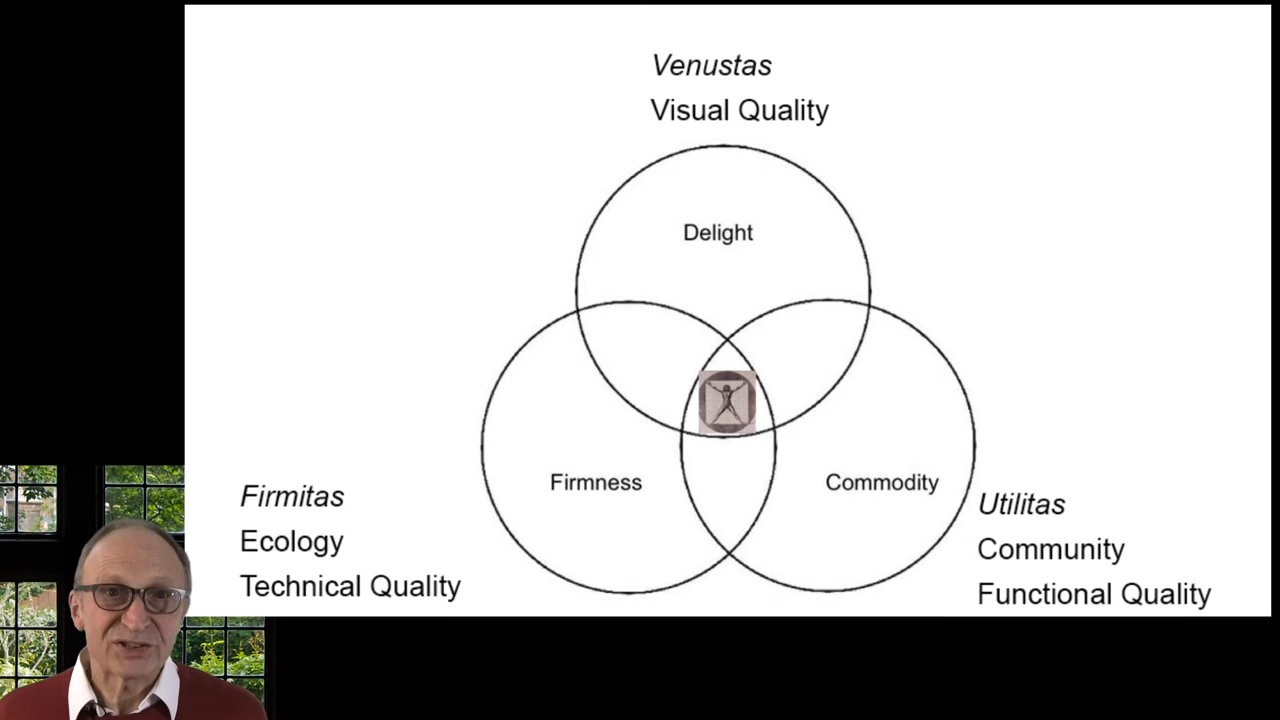 Venustas
Visual Quality
Delight
Firmness
Commodity
Firmitas
Ecology
Technical Quality
Utilitas
Community
Functional Quality